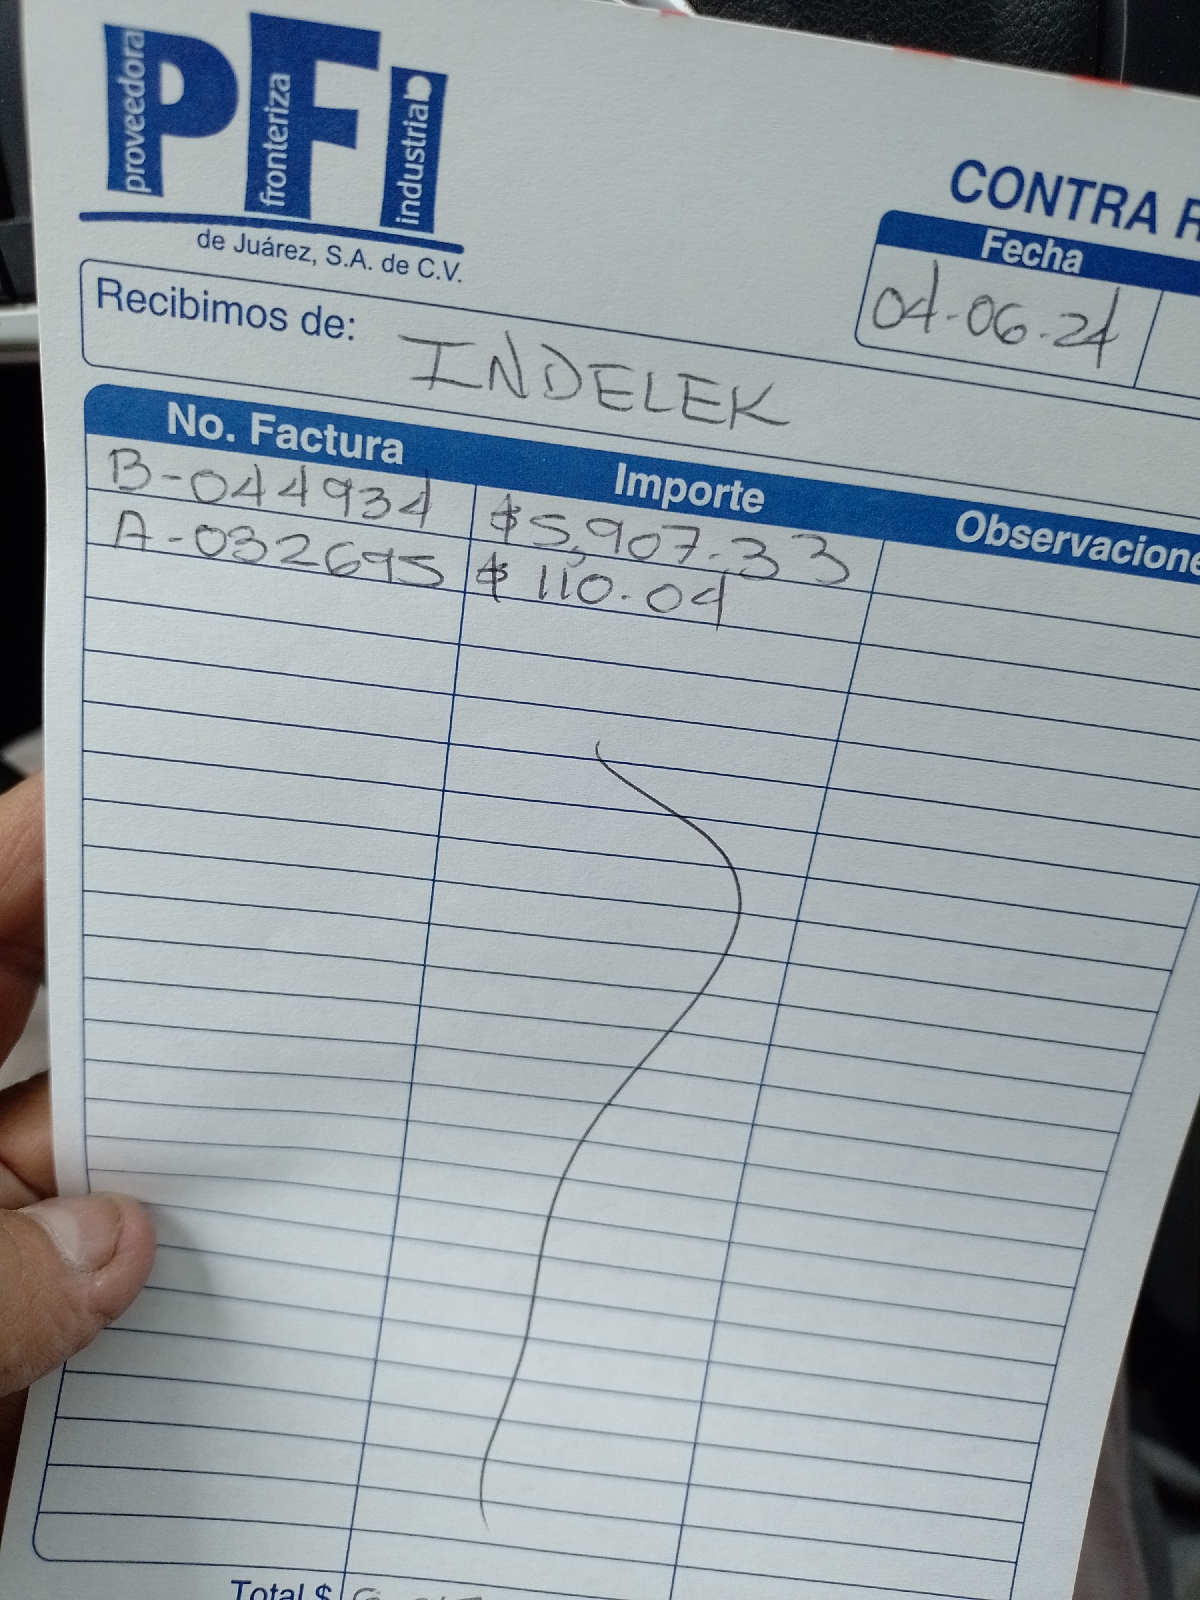 proveedora
fronteriza
industrial
PFI
de Juárez, S.A. de C.V.
CONTRA R
Fecha
04-06-24
Recibimos de: INDELEK
No. Factura Importe Observacione
B-044934 $5,907.33
A-032695 $110.04
Total $